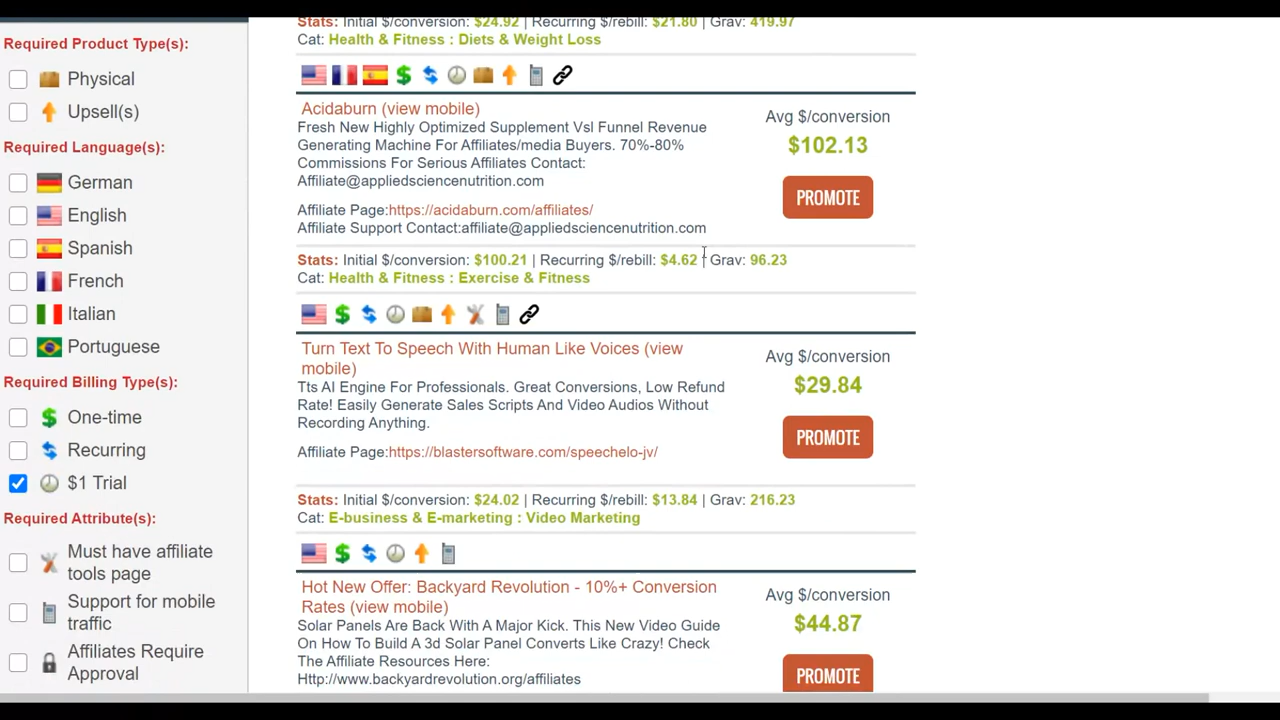 Required Product Type(s):
Physical
Upsell(s)
Required Language(s):
German
English
Spanish
French
Italian
Portuguese
Required Billing Type(s):
One-time
Recurring
$1 Trial
Required Attribute(s):
Must have affiliate
tools page
Support for mobile
traffic
Affiliates Require
Approval
Stats: Initial $/conversion: $24.92 | Recurring $/rebill: $21.80 | Grav: 419.97
Cat: Health & Fitness : Diets & Weight Loss
Acidaburn (view mobile)
Fresh New Highly Optimized Supplement Vsl Funnel Revenue
Generating Machine For Affiliates/media Buyers. 70%-80%
Commissions For Serious Affiliates Contact:
Affiliate@appliedsciencenutrition.com
Affiliate Page:https://acidaburn.com/affiliates/
Affiliate Support Contact:affiliate@appliedsciencenutrition.com
Avg $/conversion
$102.13
PROMOTE
Stats: Initial $/conversion: $100.21 | Recurring $/rebill: $4.62 | Grav: 96.23
Cat: Health & Fitness : Exercise & Fitness
Turn Text To Speech With Human Like Voices (view
mobile)
Tts AI Engine For Professionals. Great Conversions, Low Refund
Rate! Easily Generate Sales Scripts And Video Audios Without
Recording Anything.
Affiliate Page:https://blastersoftware.com/speechelo-jv/
Avg $/conversion
$29.84
PROMOTE
Stats: Initial $/conversion: $24.02 | Recurring $/rebill: $13.84 | Grav: 216.23
Cat: E-business & E-marketing : Video Marketing
Hot New Offer: Backyard Revolution - 10%+ Conversion
Rates (view mobile)
Solar Panels Are Back With A Major Kick. This New Video Guide
On How To Build A 3d Solar Panel Converts Like Crazy! Check
The Affiliate Resources Here:
Http://www.backyardrevolution.org/affiliates
Avg $/conversion
$44.87
PROMOTE